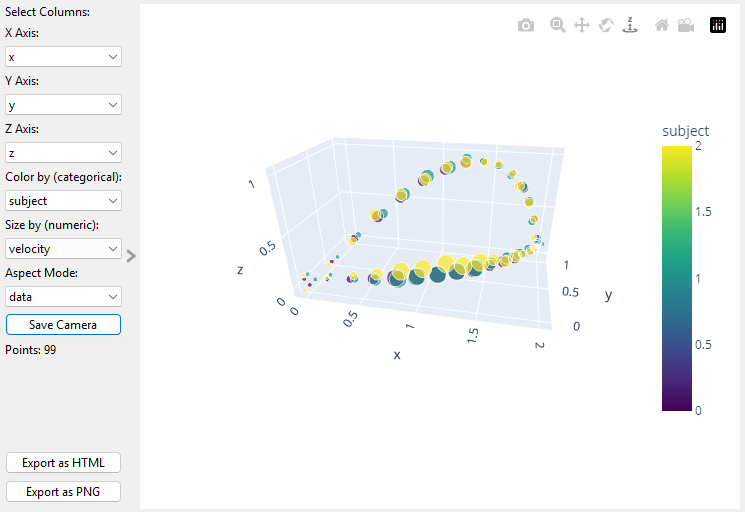 Select Columns:
X Axis:
x
Y Axis:
y
Z Axis:
z
Color by (categorical):
subject
Size by (numeric):
velocity
Aspect Mode:
data
Save Camera
Points: 99
Export as HTML
Export as PNG
z
1
0.5
0
0
0.5
1
1.5
2
x
1
0.5
0
y
z
subject
2
1.5
1
0.5
0